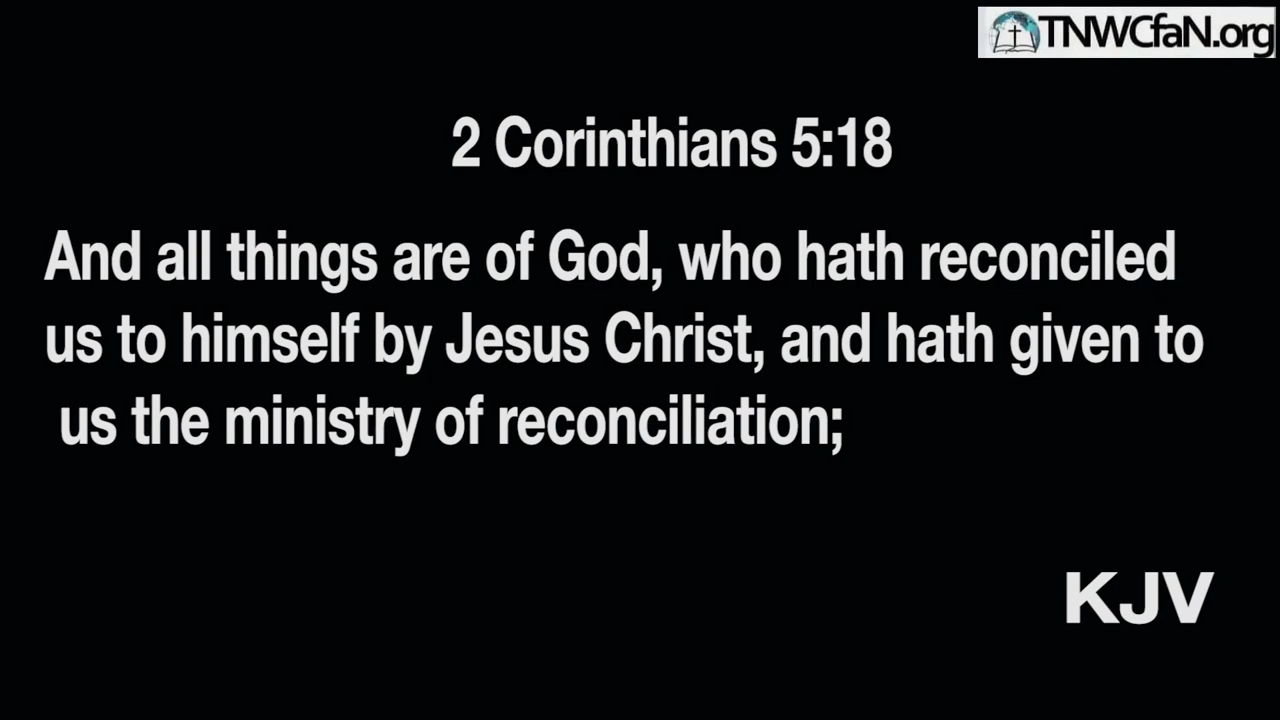 TNWCfaN.org
2 Corinthians 5:18
And all things are of God, who hath reconciled
us to himself by Jesus Christ, and hath given to
us the ministry of reconciliation;
KJV